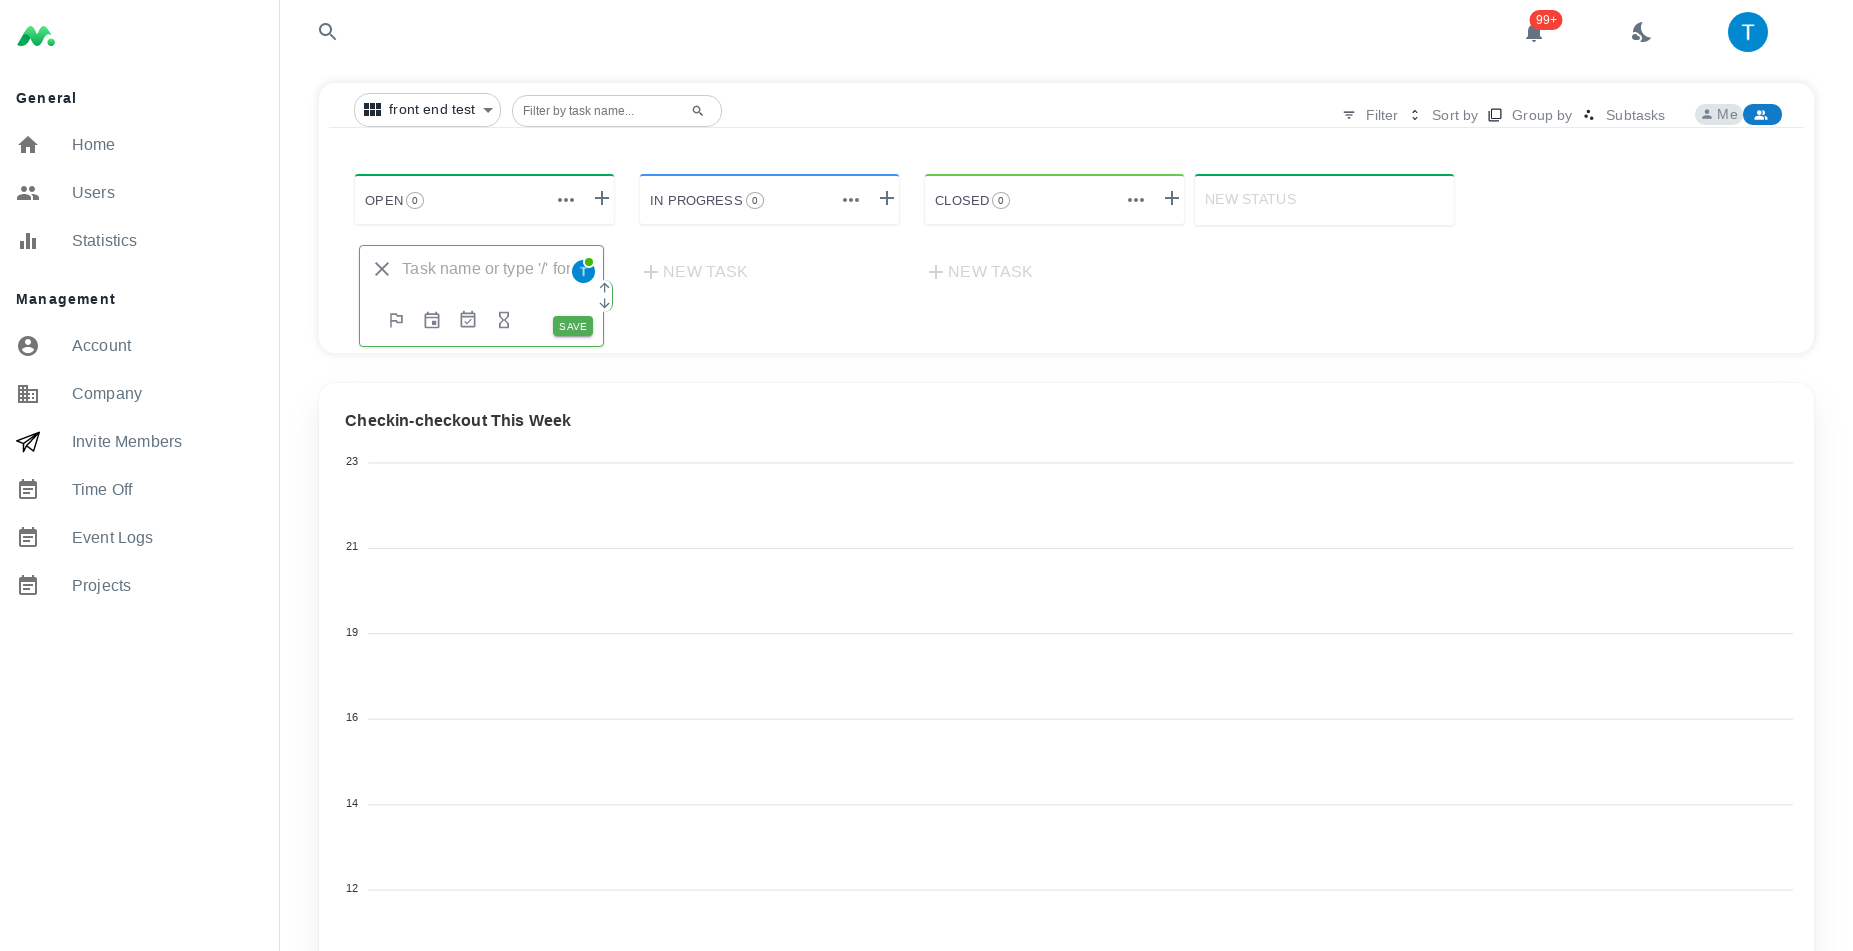 99+
T
General
Home
Users
Statistics
Management
Account
Company
Invite Members
Time Off
Event Logs
Projects
front end test
Filter by task name...
Filter
Sort by
Group by
Subtasks
Me
OPEN 0
IN PROGRESS 0
CLOSED 0
NEW STATUS
Task name or type '/' for
T
SAVE
NEW TASK
NEW TASK
Checkin-checkout This Week
23
21
19
16
14
12